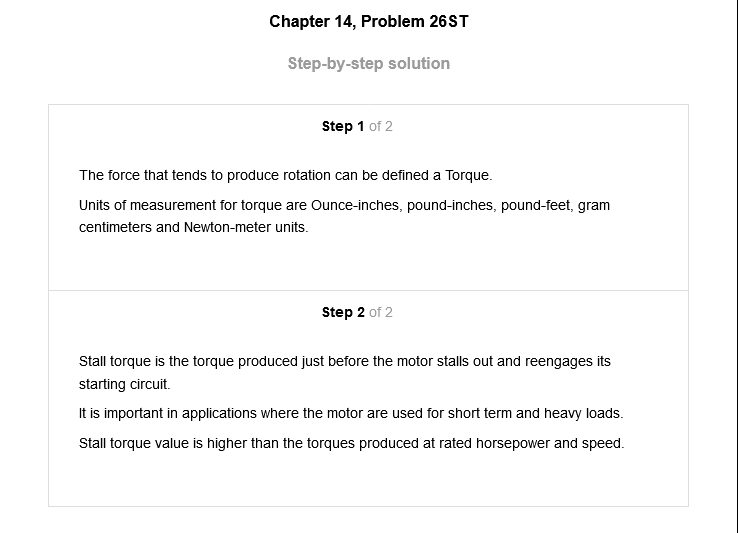 Chapter 14, Problem 26ST
Step-by-step solution
Step 1 of 2
The force that tends to produce rotation can be defined a Torque.
Units of measurement for torque are Ounce-inches, pound-inches, pound-feet, gram
centimeters and Newton-meter units.
Step 2 of 2
Stall torque is the torque produced just before the motor stalls out and reengages its
starting circuit.
It is important in applications where the motor are used for short term and heavy loads.
Stall torque value is higher than the torques produced at rated horsepower and speed.